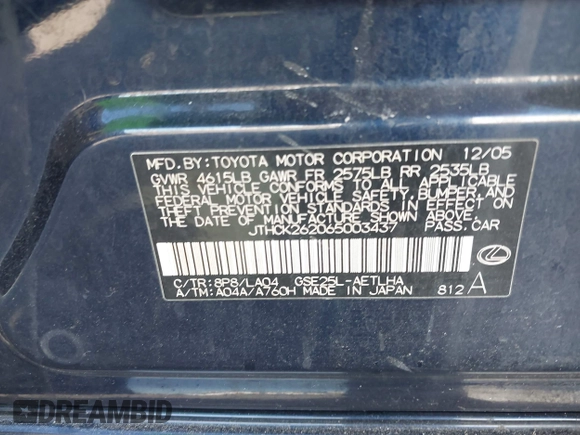 MFD.BY:TOYOTA MOTOR CORPORATION 12/05
GVWR 4615LB GAWR FR 2575LB RR 2535LB
THIS VEHICLE CONFORMS TO ALL APPLICABLE
FEDERAL MOTOR VEHICLE SAFETY, BUMPER, AND
THEFT PREVENTION STANDARDS IN EFFECT ON
THE DATE OF MANUFACTURE SHOWN ABOVE.
JTHCK262065003437 PASS.CAR
C/TR:8P8/LA04 GSE25L-AETLHA
A/TM:A04A/A760H MADE IN JAPAN 812 A
DREAMBID